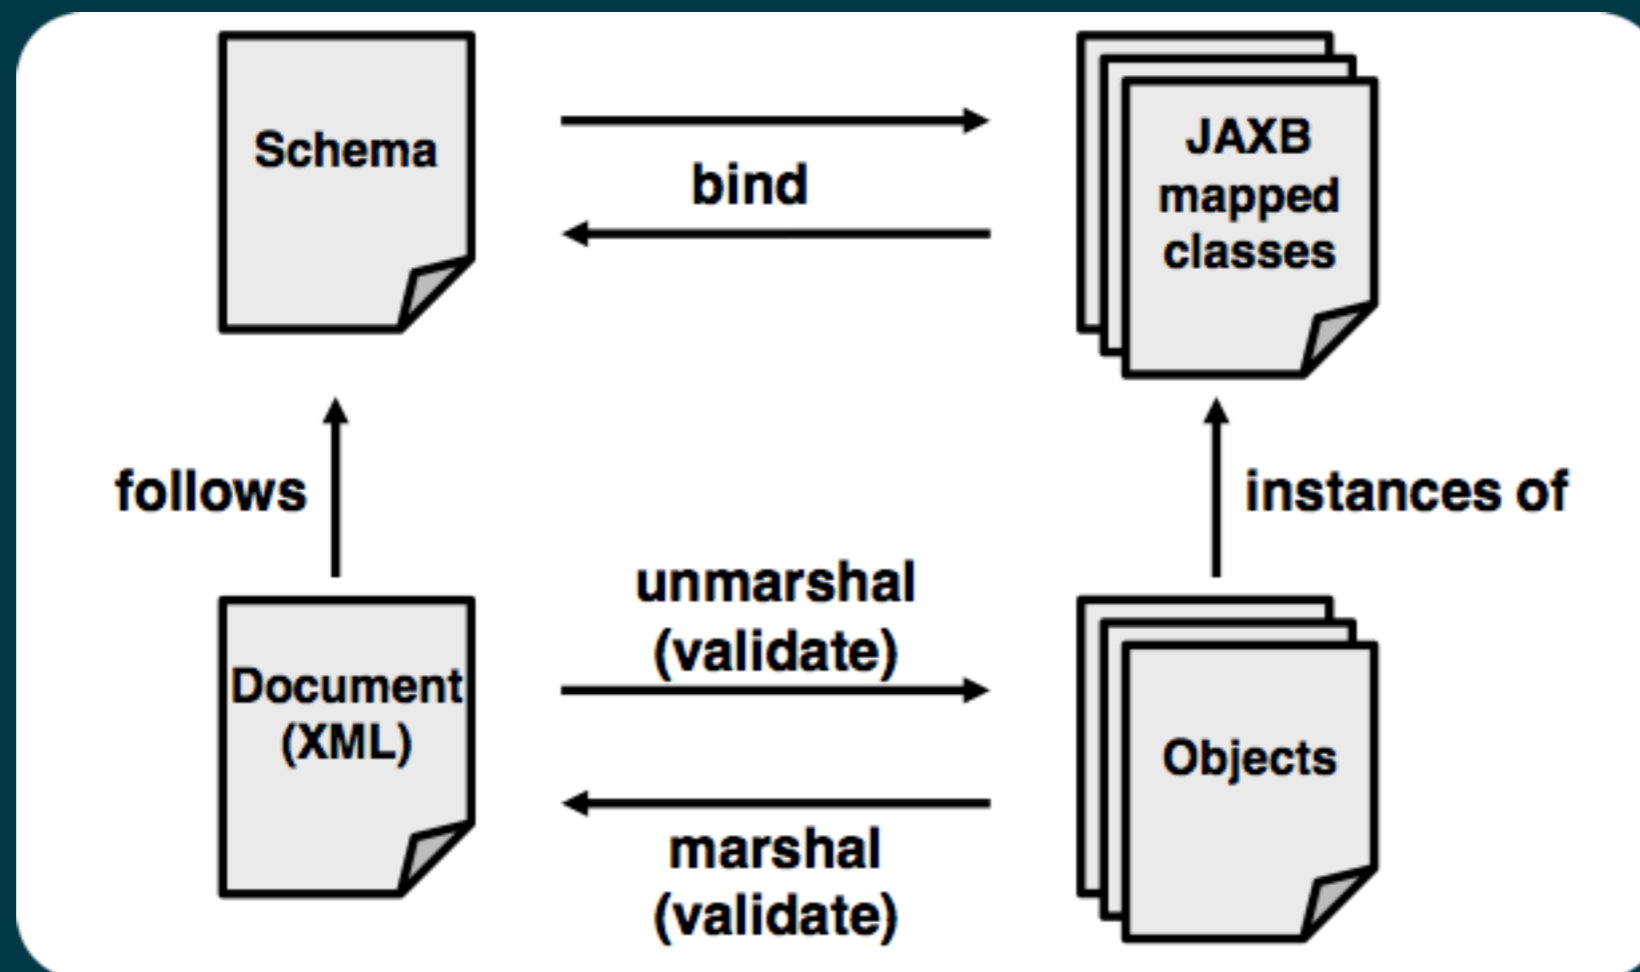 Schema
bind
JAXB
mapped
classes
follows
instances of
unmarshal
(validate)
Document
(XML)
Objects
marshal
(validate)